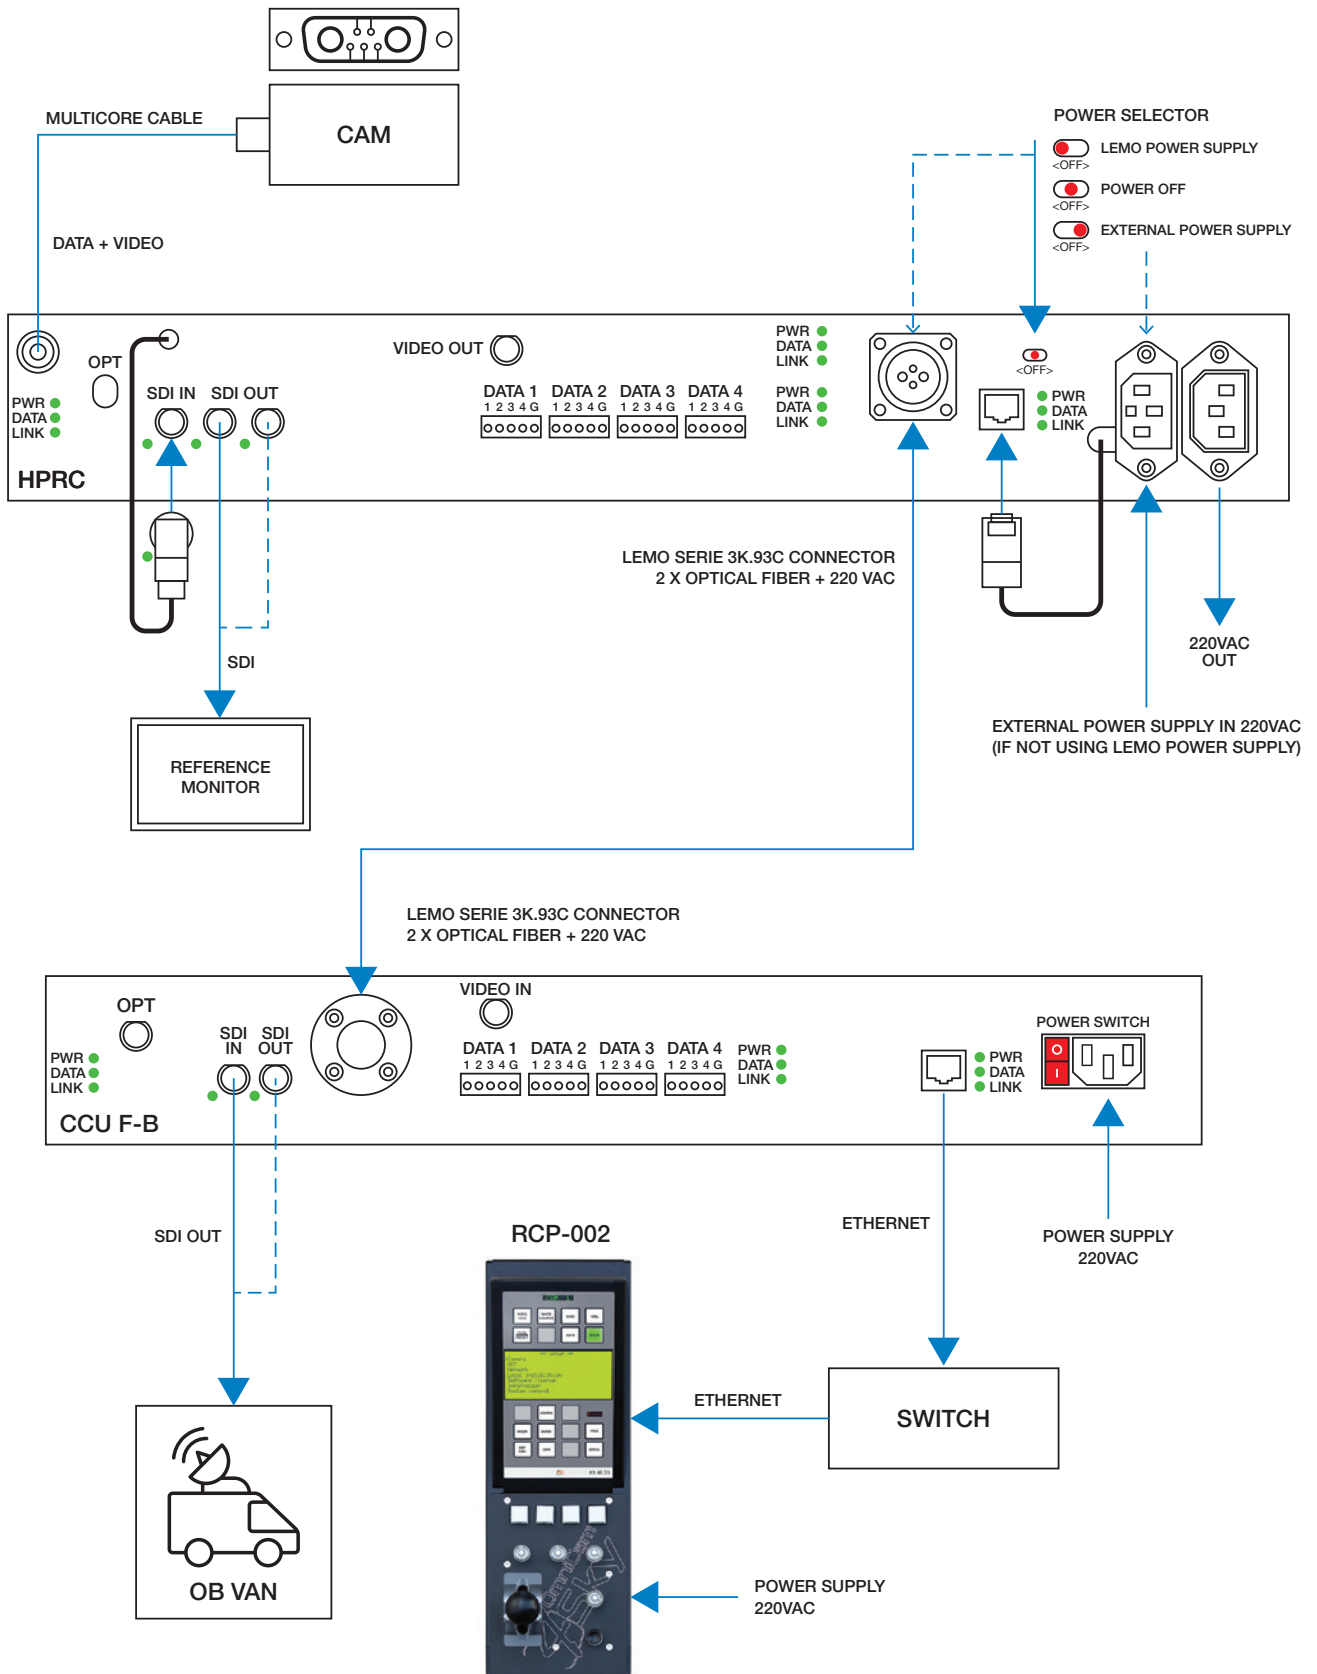 MULTICORE CABLE
CAM
POWER SELECTOR
LEMO POWER SUPPLY
<OFF>
POWER OFF
<OFF>
EXTERNAL POWER SUPPLY
<OFF>
DATA + VIDEO
OPT
SDI IN
SDI OUT
PWR
DATA
LINK
HPRC
VIDEO OUT
DATA 1 DATA 2 DATA 3 DATA 4
1 2 3 4 G 1 2 3 4 G 1 2 3 4 G 1 2 3 4 G
PWR
DATA
LINK
PWR
DATA
LINK
<OFF>
PWR
DATA
LINK
LEMO SERIE 3K.93C CONNECTOR
2 X OPTICAL FIBER + 220 VAC
220VAC
OUT
SDI
REFERENCE
MONITOR
EXTERNAL POWER SUPPLY IN 220VAC
(IF NOT USING LEMO POWER SUPPLY)
LEMO SERIE 3K.93C CONNECTOR
2 X OPTICAL FIBER + 220 VAC
OPT
SDI
IN
SDI
OUT
PWR
DATA
LINK
CCU F-B
VIDEO IN
DATA 1 DATA 2 DATA 3 DATA 4
1 2 3 4 G 1 2 3 4 G 1 2 3 4 G 1 2 3 4 G
PWR
DATA
LINK
PWR
DATA
LINK
POWER SWITCH
O
I
SDI OUT
RCP-002
ETHERNET
POWER SUPPLY
220VAC
ETHERNET
SWITCH
OB VAN
POWER SUPPLY
220VAC